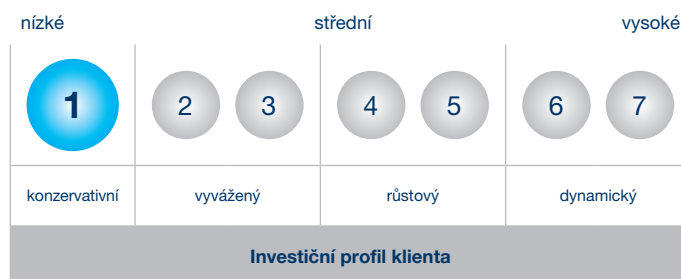 nízké střední vysoké
1 2 3 4 5 6 7
konzervativní vyvážený růstový dynamický
Investiční profil klienta